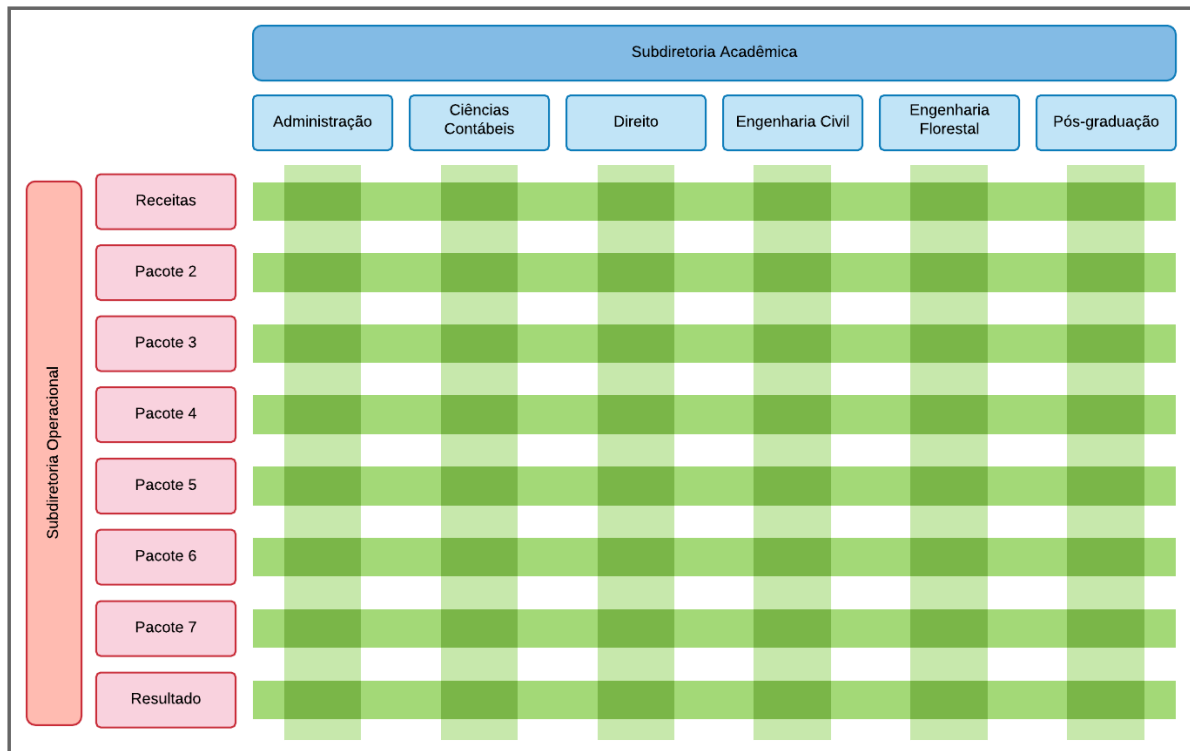 Subdiretoria Acadêmica
Administração
Ciências
Contábeis
Direito
Engenharia Civil
Engenharia
Florestal
Pós-graduação
Subdiretoria Operacional
Receitas
Pacote 2
Pacote 3
Pacote 4
Pacote 5
Pacote 6
Pacote 7
Resultado